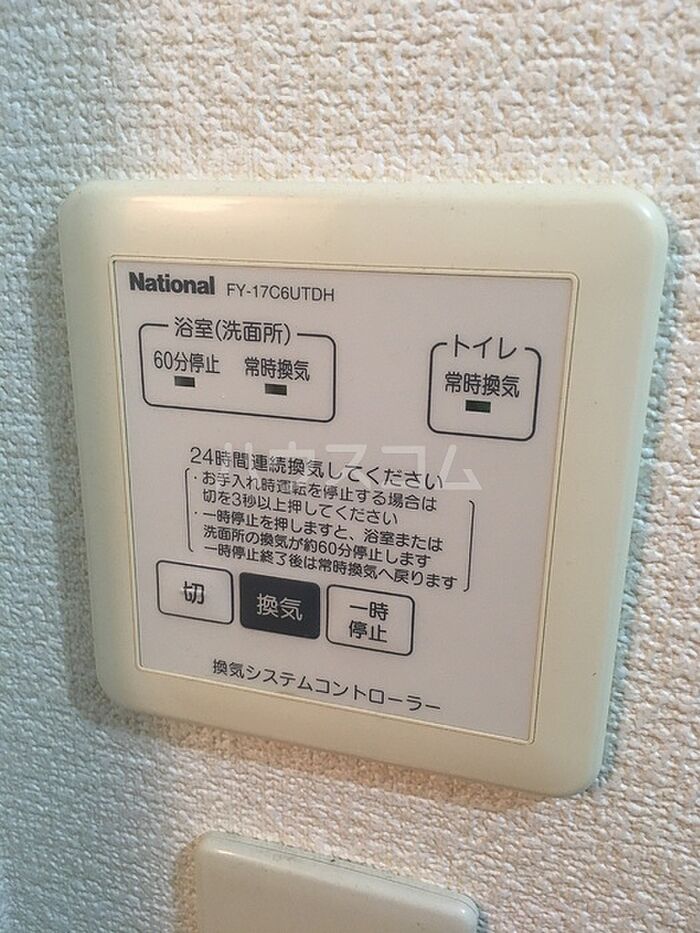 National FY-17C6UTDH
浴室(洗面所)
60分停止 常時換気
トイレ
常時換気
24時間連続換気してください
・お手入れ時運転を停止する場合は
切を3秒以上押してください
・一時停止を押しますと、浴室または
洗面所の換気が約60分停止します
一時停止終了後は常時換気へ戻ります
切
換気
一時
停止
換気システムコントローラー
ハウスコム